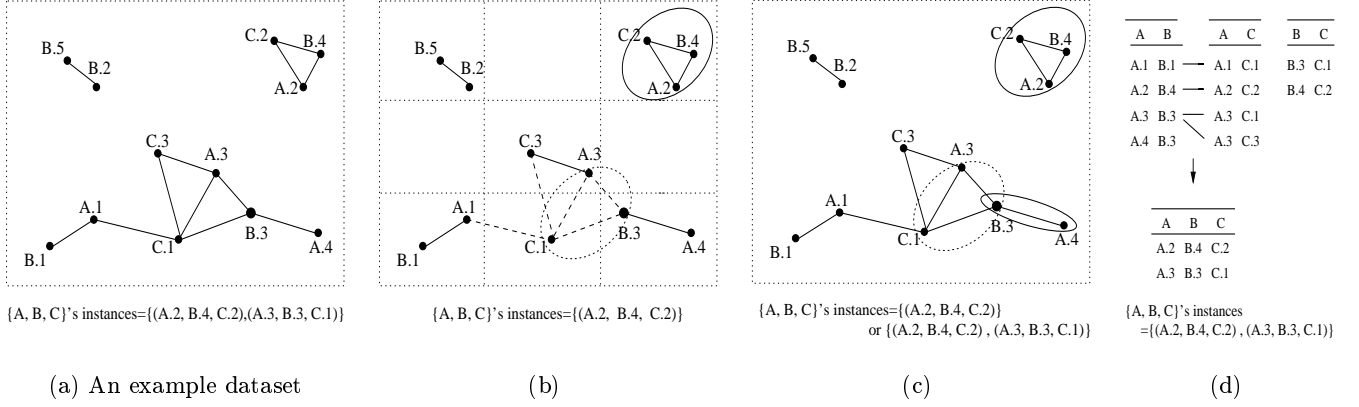 C.2
B.4
B.5
B.2
A.2
C.3
A.3
A.1
C.1
B.3
A.4
B.1
{A, B, C}'s instances={(A.2, B.4, C.2),(A.3, B.3, C.1)}
(a) An example dataset
C.2
B.4
B.5
B.2
A.2
C.3
A.3
A.1
C.1
B.3
A.4
B.1
{A, B, C}'s instances={(A.2, B.4, C.2)}
(b)
C.2
B.4
B.5
B.2
A.2
C.3
A.3
A.1
C.1
B.3
A.4
B.1
{A, B, C}'s instances={(A.2, B.4, C.2)}
or {(A.2, B.4, C.2) , (A.3, B.3, C.1)}
(c)
A B A C B C
A.1 B.1 A.1 C.1 B.3 C.1
A.2 B.4 A.2 C.2 B.4 C.2
A.3 B.3 A.3 C.1
A.4 B.3 A.3 C.3
A B C
A.2 B.4 C.2
A.3 B.3 C.1
{A, B, C}'s instances
={(A.2, B.4, C.2) , (A.3, B.3, C.1)}
(d)